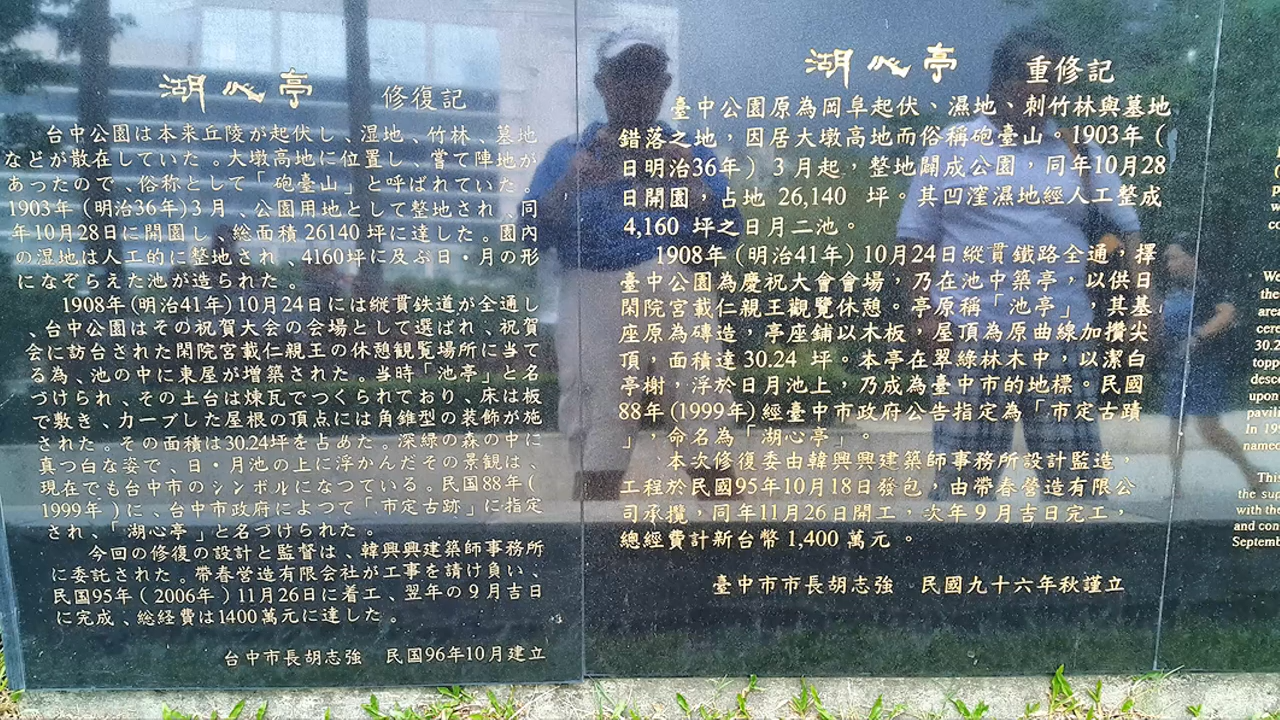 湖心亭 修復記
台中公園は本来丘陵が起伏し、湿地、竹林、墓地
などが散在していた。大墩高地に位置し、嘗て陣地が
あったので、俗称として「砲臺山」と呼ばれていた。
1903年(明治36年)3月、公園用地として整地され、同
年10月28日に開園し、総面積26140坪に達した。園內
の湿地は人工的に整地され、4160坪に及ぶ日・月の形
になぞらえた池が造られた。
1908年(明治41年)10月24日には縦貫鉄道が全通し
、台中公園はその祝賀大会の会場として選ばれ、祝賀
会に訪台された閑院宮載仁親王の休憩観覧場所に当て
る為、池の中に東屋が増築された。当時「池亭」と名
づけられ、その土台は煉瓦でつくられており、床は板
で敷き、カーブした屋根の頂点には角錐型の装飾が施
された。その面積は30.24坪を占めた。深緑の森の中に
真つ白な姿で、日・月池の上に浮かんだその景観は、
現在でも台中市のシンボルになつている。民国88年(
1999年)に、台中市政府によつて「市定古跡」に指定
され、「湖心亭」と名づけられた。
今回の修復の設計と監督は、韓興興建築師事務所
に委託された。帶春營造有限会社が工事を請け負い、
民国95年(2006年)11月26日に着工、翌年の9月吉日
に完成、総経費は1400萬元に達した。
台中市長胡志強 民国96年10月建立
湖心亭 重修記
臺中公園原為岡阜起伏、濕地、刺竹林與墓地
錯落之地，因居大墩高地而俗稱砲臺山。1903年(
日明治36年)3月起，整地闢成公園，同年10月28
日開園，占地26,140 坪。其凹漥濕地經人工整成
4,160 坪之日月二池。
1908年(明治41年)10月24日縱貫鐵路全通，擇
臺中公園為慶祝大會會場，乃在池中築亭，以供日
閑院宮載仁親王觀覽休憩。亭原稱「池亭」，其基
座原為磚造，亭座鋪以木板，屋頂為原曲線加攢尖
頂，面積達30.24 坪。本亭在翠綠林木中，以潔白
亭榭，浮於日月池上，乃成為臺中市的地標。民國
88年(1999年)經臺中市政府公告指定為「市定古蹟
」，命名為「湖心亭」。
本次修復委由韓興興建築師事務所設計監造，
工程於民國95年10月18日發包，由帶春營造有限公
司承攬，同年11月26日開工，次年9月吉日完工，
總經費計新台幣1,400萬元。
臺中市市長胡志強 民國九十六年秋謹立
We
the
area
cere
30.2
topp
desc
upon
pavil
In 19
named
This
the sup
with the
and con
Septemb